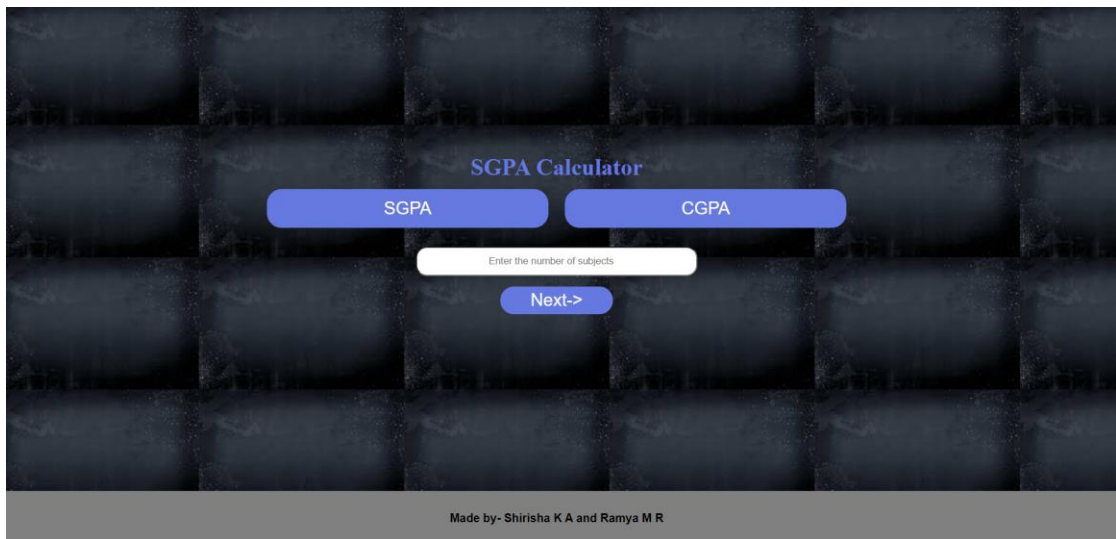 SGPA Calculator
SGPA
CGPA
Enter the number of subjects
Next->
Made by- Shirisha K A and Ramya M R